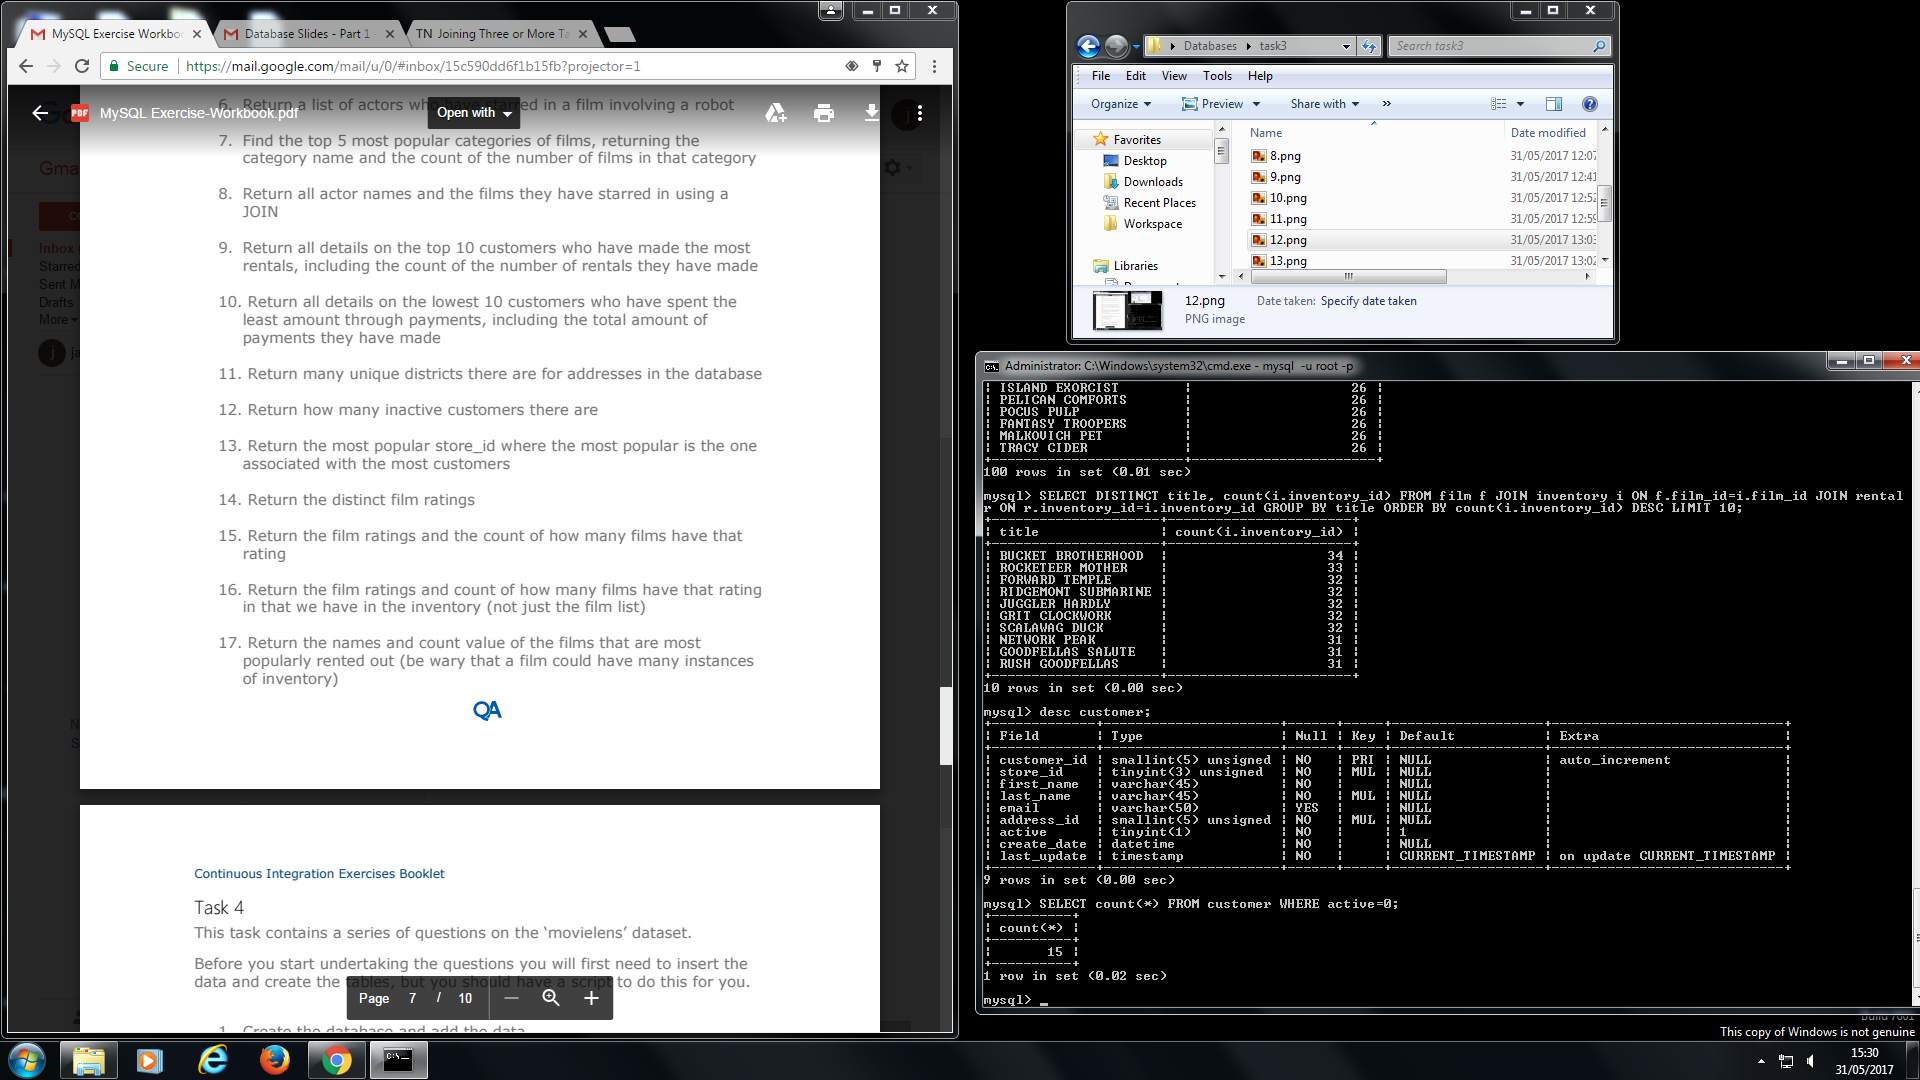 MySQL Exercise Workbo
Database Slides - Part 1
TN Joining Three or More Ta
Secure
https://mail.google.com/mail/u/0/#inbox/15c590dd6f1b15fb?projector=1
MySQL Exercise-Workbook.pdf
Open with
6. Return a list of actors who have starred in a film involving a robot
7. Find the top 5 most popular categories of films, returning the
category name and the count of the number of films in that category
8. Return all actor names and the films they have starred in using a
JOIN
9. Return all details on the top 10 customers who have made the most
rentals, including the count of the number of rentals they have made
10. Return all details on the lowest 10 customers who have spent the
least amount through payments, including the total amount of
payments they have made
11. Return many unique districts there are for addresses in the database
12. Return how many inactive customers there are
13. Return the most popular store_id where the most popular is the one
associated with the most customers
14. Return the distinct film ratings
15. Return the film ratings and the count of how many films have that
rating
16. Return the film ratings and count of how many films have that rating
in that we have in the inventory (not just the film list)
17. Return the names and count value of the films that are most
popularly rented out (be wary that a film could have many instances
of inventory)
QA
Continuous Integration Exercises Booklet
Task 4
This task contains a series of questions on the ‘movielens’ dataset.
Before you start undertaking the questions you will first need to insert the
data and create the tables, but you should have a script to do this for you.
1. Create the database and add the data
Page 7 / 10
Gma
Inbox
Starred
Sent M
Drafts
More
Databases
task3
Search task3
File Edit View Tools Help
Organize
Preview
Share with
»
Favorites
Desktop
Downloads
Recent Places
Workspace
Libraries
Name Date modified
8.png 31/05/2017 12:07
9.png 31/05/2017 12:41
10.png 31/05/2017 12:52
11.png 31/05/2017 12:59
12.png 31/05/2017 13:03
13.png 31/05/2017 13:02
12.png Date taken: Specify date taken
PNG image
Administrator: C:\Windows\system32\cmd.exe - mysql -u root -p
| ISLAND EXORCIST | 26 |
| PELICAN COMFORTS | 26 |
| POCUS PULP | 26 |
| FANTASY TROOPERS | 26 |
| MALKOVICH PET | 26 |
| TRACY CIDER | 26 |
100 rows in set (0.01 sec)
mysql> SELECT DISTINCT title, count(i.inventory_id) FROM film f JOIN inventory i ON f.film_id=i.film_id JOIN rental
r ON r.inventory_id=i.inventory_id GROUP BY title ORDER BY count(i.inventory_id) DESC LIMIT 10;
| title | count(i.inventory_id) |
| BUCKET BROTHERHOOD | 34 |
| ROCKETEER MOTHER | 33 |
| FORWARD TEMPLE | 32 |
| RIDGEMONT SUBMARINE | 32 |
| JUGGLER HARDLY | 32 |
| GRIT CLOCKWORK | 32 |
| SCALAWAG DUCK | 32 |
| NETWORK PEAK | 31 |
| GOODFELLAS SALUTE | 31 |
| RUSH GOODFELLAS | 31 |
10 rows in set (0.00 sec)
mysql> desc customer;
| Field | Type | Null | Key | Default | Extra |
| customer_id | smallint(5) unsigned | NO | PRI | NULL | auto_increment |
| store_id | tinyint(3) unsigned | NO | MUL | NULL | |
| first_name | varchar(45) | NO | | NULL | |
| last_name | varchar(45) | NO | MUL | NULL | |
| email | varchar(50) | YES | | NULL | |
| address_id | smallint(5) unsigned | NO | MUL | NULL | |
| active | tinyint(1) | NO | | 1 | |
| create_date | datetime | NO | | NULL | |
| last_update | timestamp | NO | | CURRENT_TIMESTAMP | on update CURRENT_TIMESTAMP |
9 rows in set (0.00 sec)
mysql> SELECT count(*) FROM customer WHERE active=0;
| count(*) |
| 15 |
1 row in set (0.02 sec)
mysql> _
Build 7601
This copy of Windows is not genuine
15:30
31/05/2017